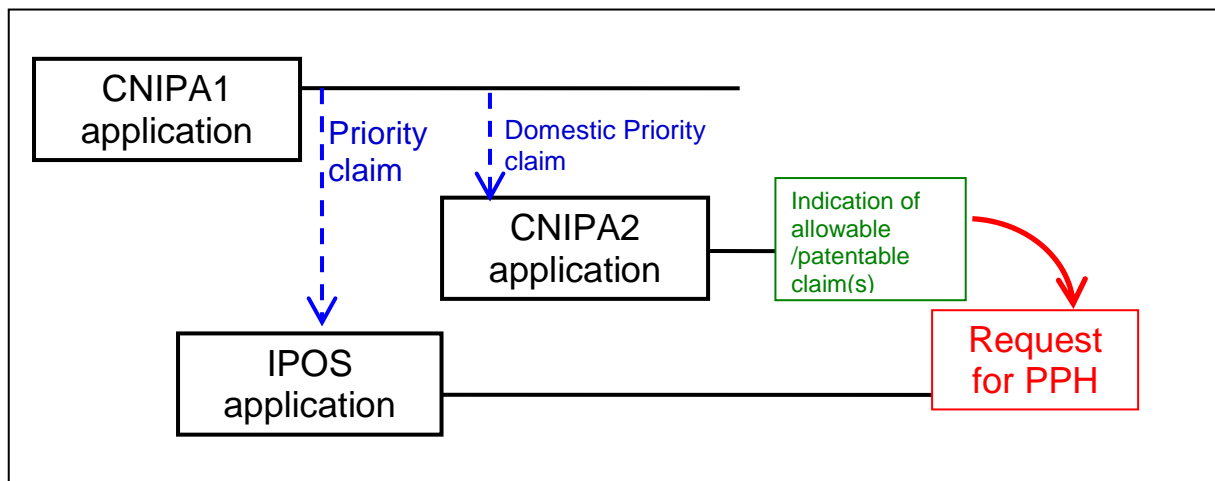 CNIPA1
application
Priority
claim
Domestic Priority
claim
CNIPA2
application
Indication of
allowable
/patentable
claim(s)
IPOS
application
Request
for PPH